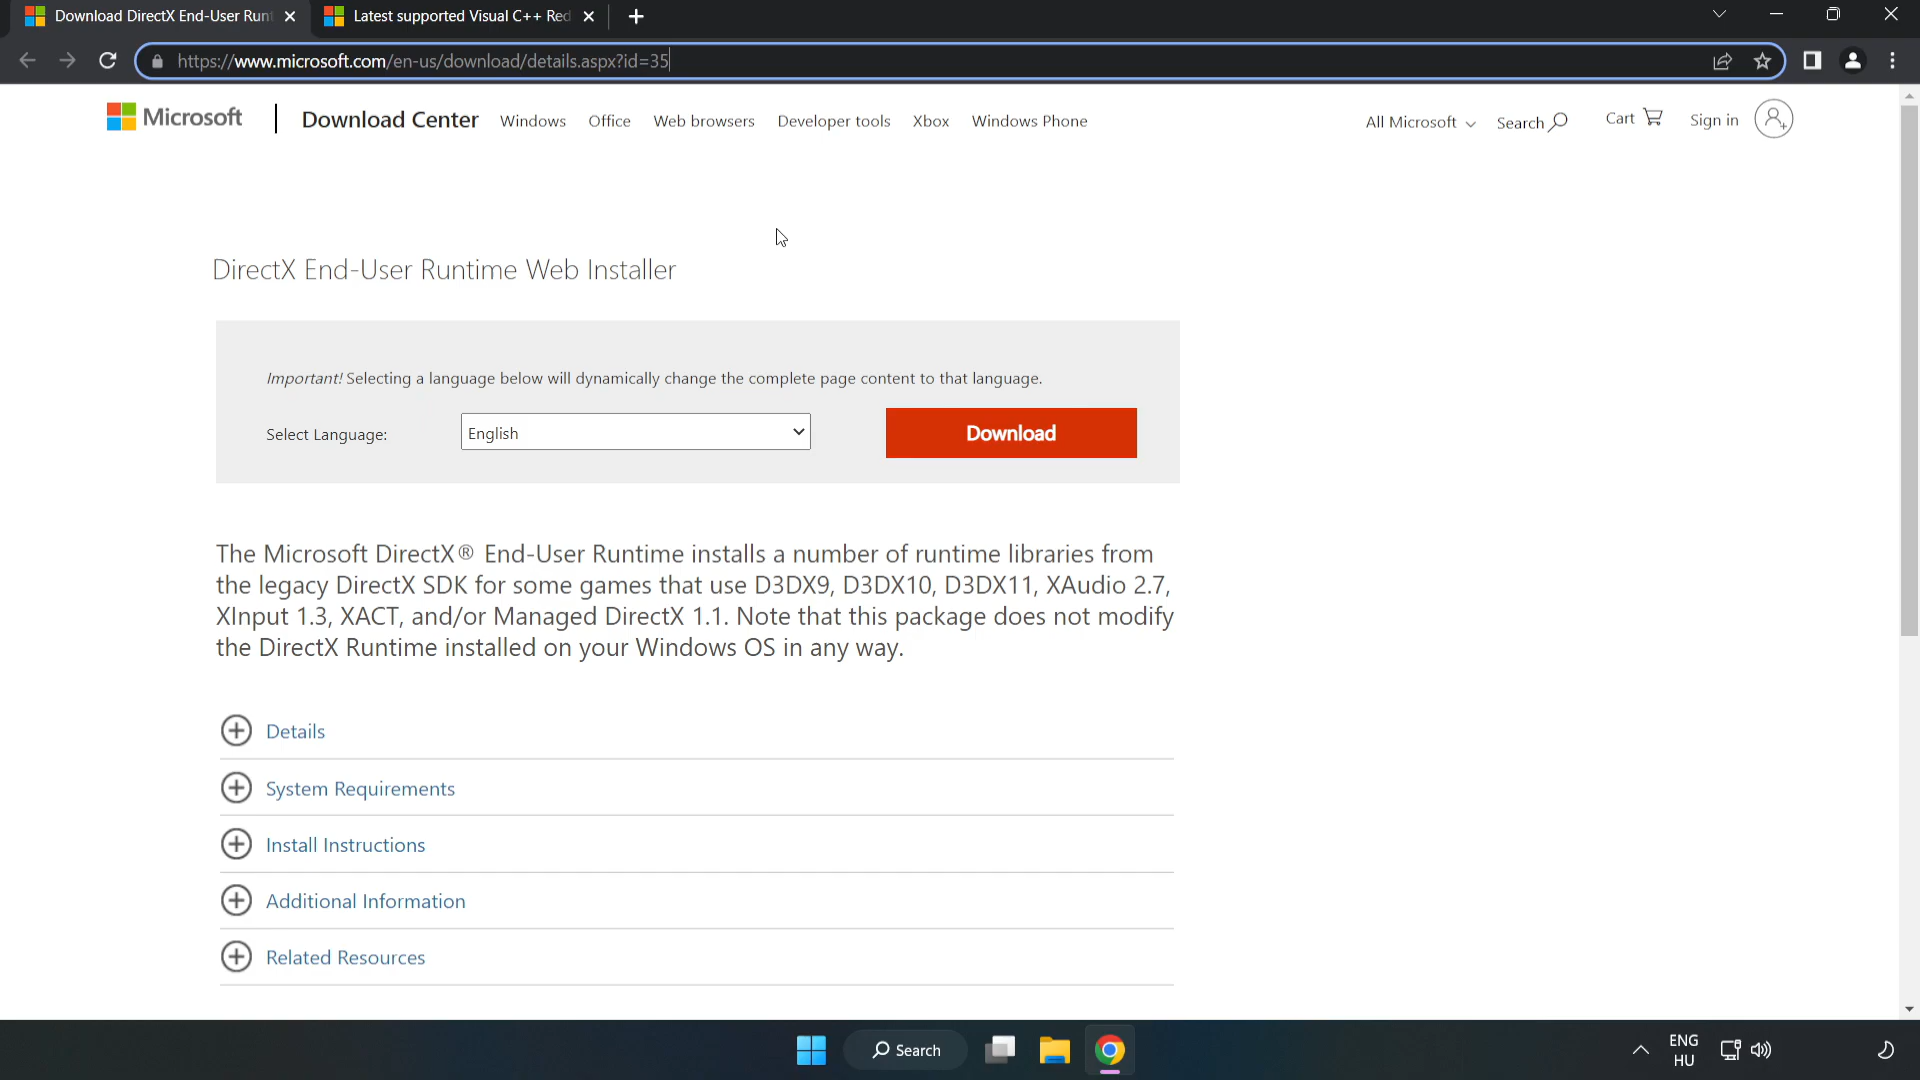 Download DirectX End-User Runt
Latest supported Visual C++ Red
https://www.microsoft.com/en-us/download/details.aspx?id=35
Microsoft
Download Center
Windows
Office
Web browsers
Developer tools
Xbox
Windows Phone
All Microsoft
Search
Cart
Sign in
DirectX End-User Runtime Web Installer
Important! Selecting a language below will dynamically change the complete page content to that language.
Select Language:
English
Download
The Microsoft DirectX® End-User Runtime installs a number of runtime libraries from
the legacy DirectX SDK for some games that use D3DX9, D3DX10, D3DX11, XAudio 2.7,
XInput 1.3, XACT, and/or Managed DirectX 1.1. Note that this package does not modify
the DirectX Runtime installed on your Windows OS in any way.
Details
System Requirements
Install Instructions
Additional Information
Related Resources
Search
ENG
HU